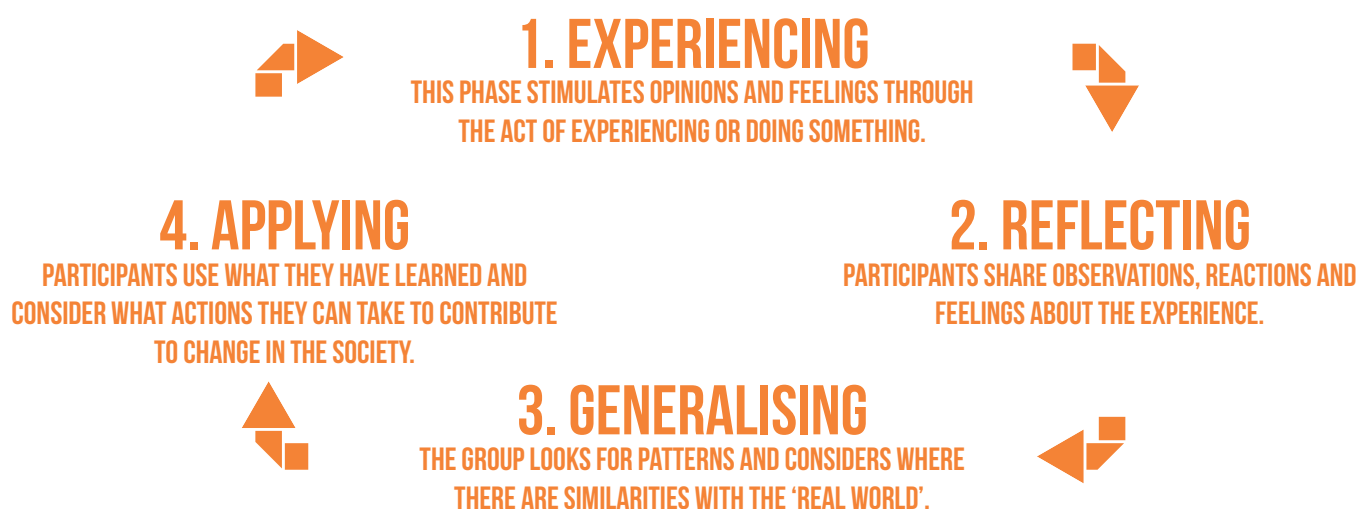 1. EXPERIENCING
THIS PHASE STIMULATES OPINIONS AND FEELINGS THROUGH
THE ACT OF EXPERIENCING OR DOING SOMETHING.
2. REFLECTING
PARTICIPANTS SHARE OBSERVATIONS, REACTIONS AND
FEELINGS ABOUT THE EXPERIENCE.
3. GENERALISING
THE GROUP LOOKS FOR PATTERNS AND CONSIDERS WHERE
THERE ARE SIMILARITIES WITH THE ‘REAL WORLD’.
4. APPLYING
PARTICIPANTS USE WHAT THEY HAVE LEARNED AND
CONSIDER WHAT ACTIONS THEY CAN TAKE TO CONTRIBUTE
TO CHANGE IN THE SOCIETY.